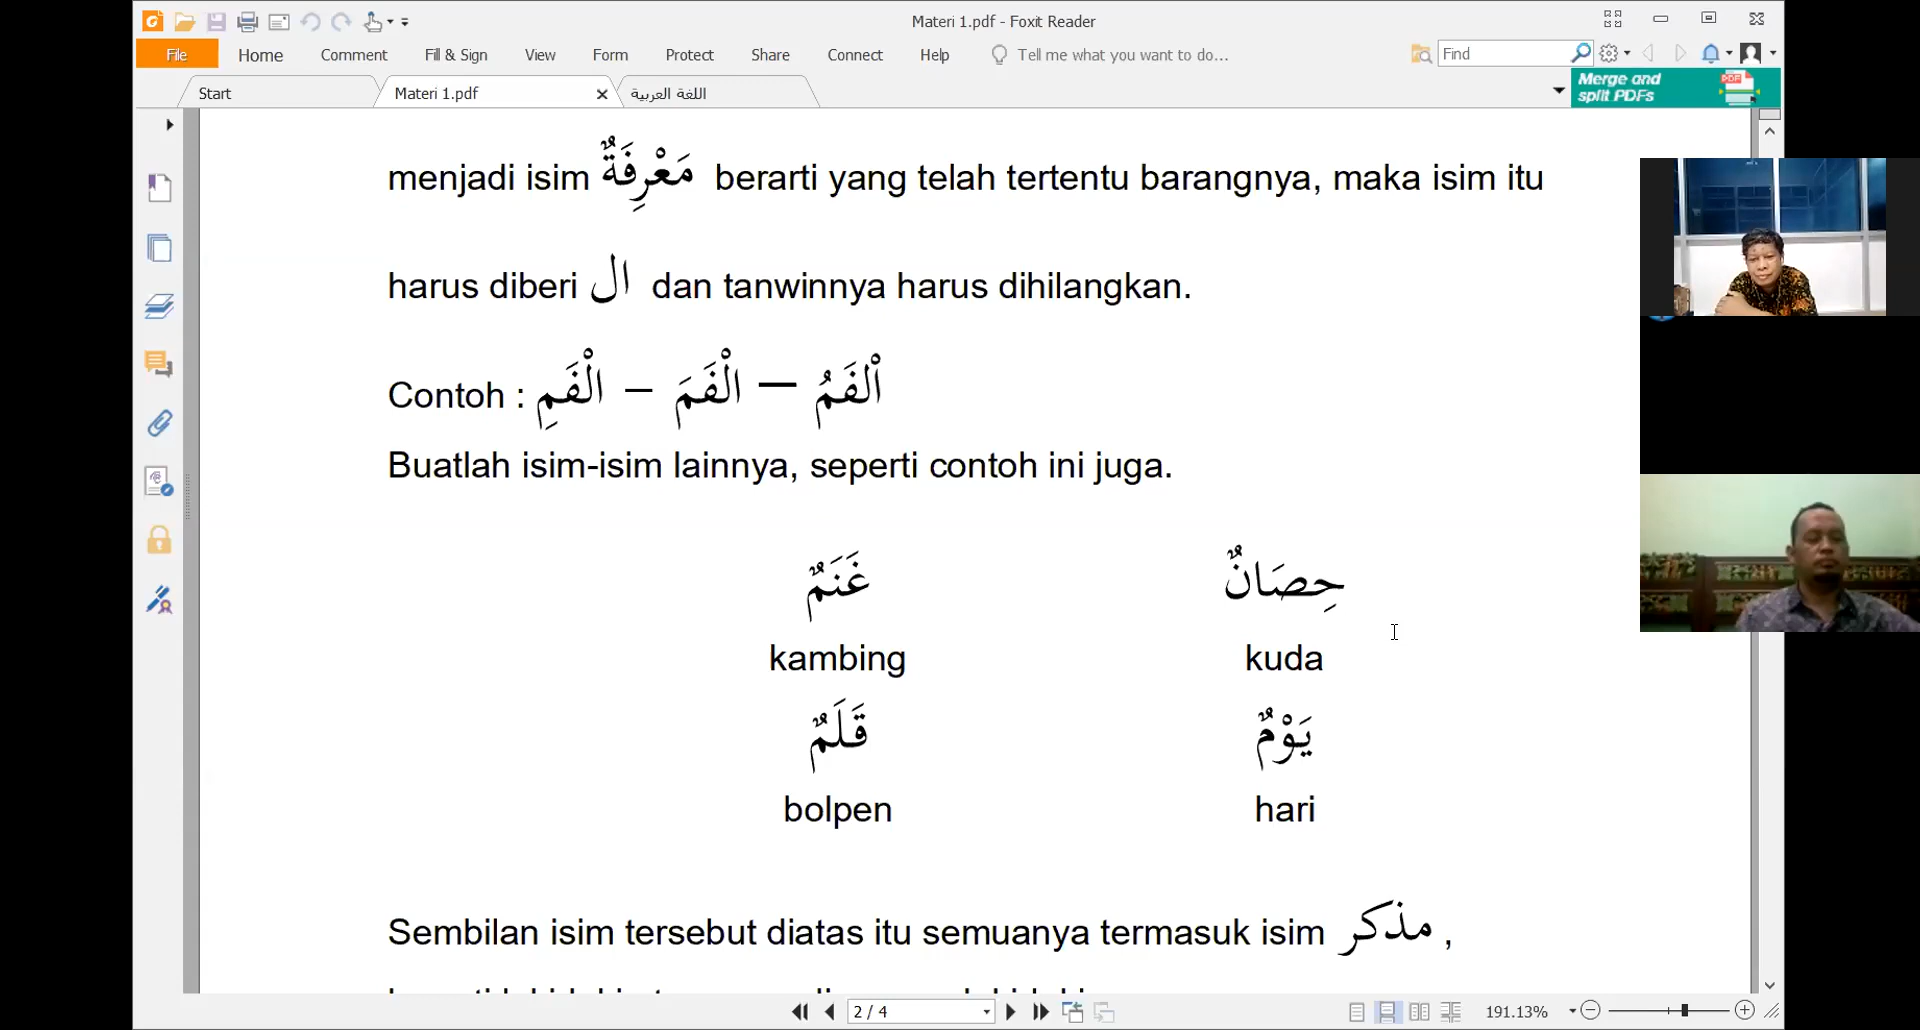 Materi 1.pdf - Foxit Reader
File Home Comment Fill & Sign View Form Protect Share Connect Help Tell me what you want to do... Find
Start Materi 1.pdf اللغة العربية
Merge and
split PDFs
PDF
menjadi isim مَعْرِفَةٌ berarti yang telah tertentu barangnya, maka isim itu
harus diberi ال dan tanwinnya harus dihilangkan.
Contoh : اْلفَمُ – الْفَمَ – الْفَمِ
Buatlah isim-isim lainnya, seperti contoh ini juga.
حِصَانٌ غَنَمٌ
kambing kuda
يَوْمٌ قَلَمٌ
bolpen hari
Sembilan isim tersebut diatas itu semuanya termasuk isim مذكر ,
2 / 4 191.13%